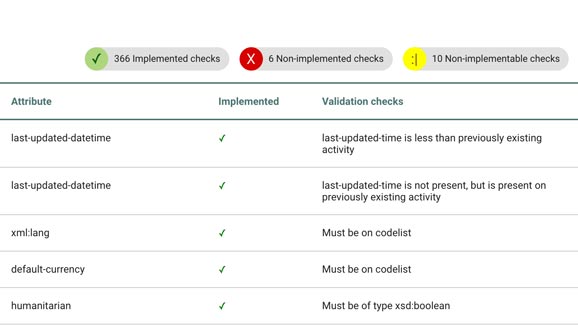 ✓ 366 Implemented checks X 6 Non-implemented checks :| 10 Non-implementable checks
Attribute Implemented Validation checks
last-updated-datetime ✓ last-updated-time is less than previously existing
activity
last-updated-datetime ✓ last-updated-time is not present, but is present on
previously existing activity
xml:lang ✓ Must be on codelist
default-currency ✓ Must be on codelist
humanitarian ✓ Must be of type xsd:boolean